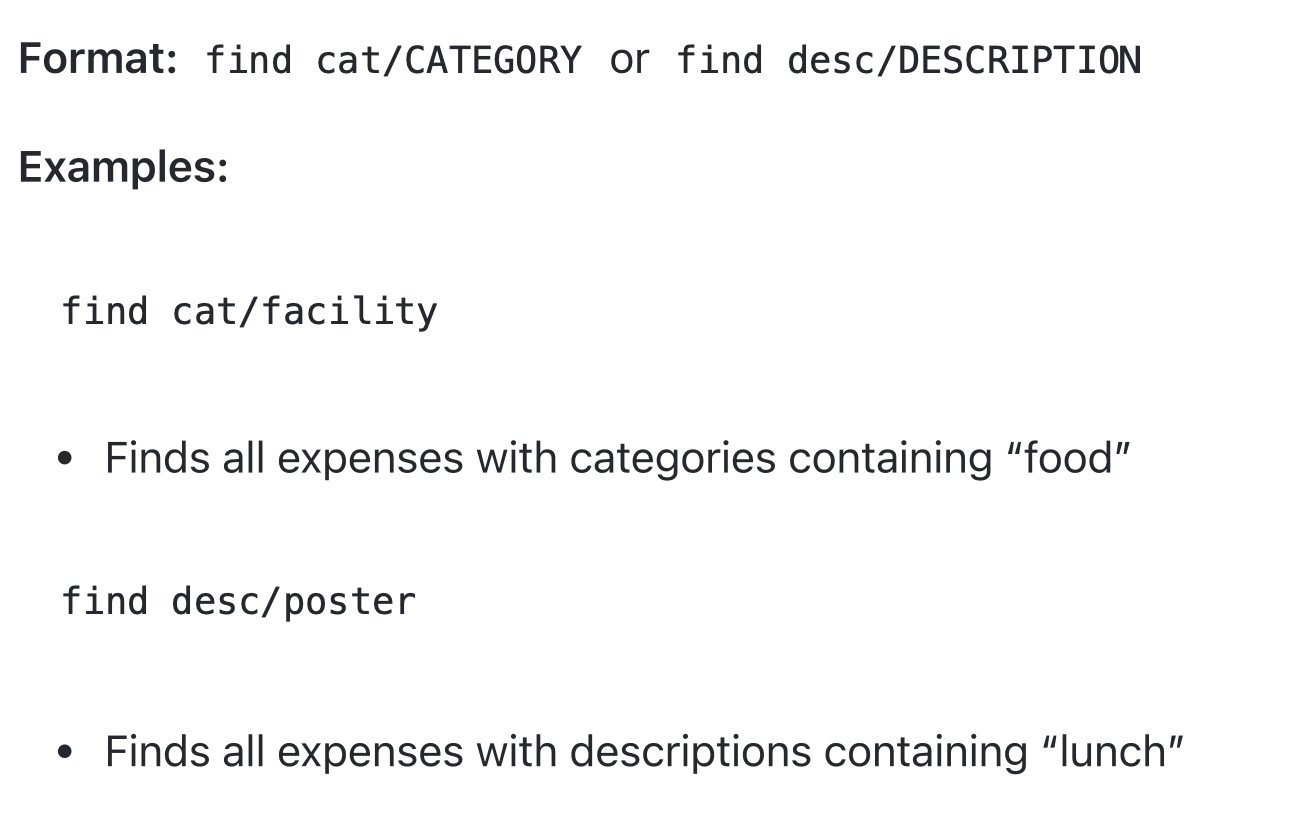 Format: find cat/CATEGORY or find desc/DESCRIPTION
Examples:
find cat/facility
• Finds all expenses with categories containing “food”
find desc/poster
• Finds all expenses with descriptions containing “lunch”